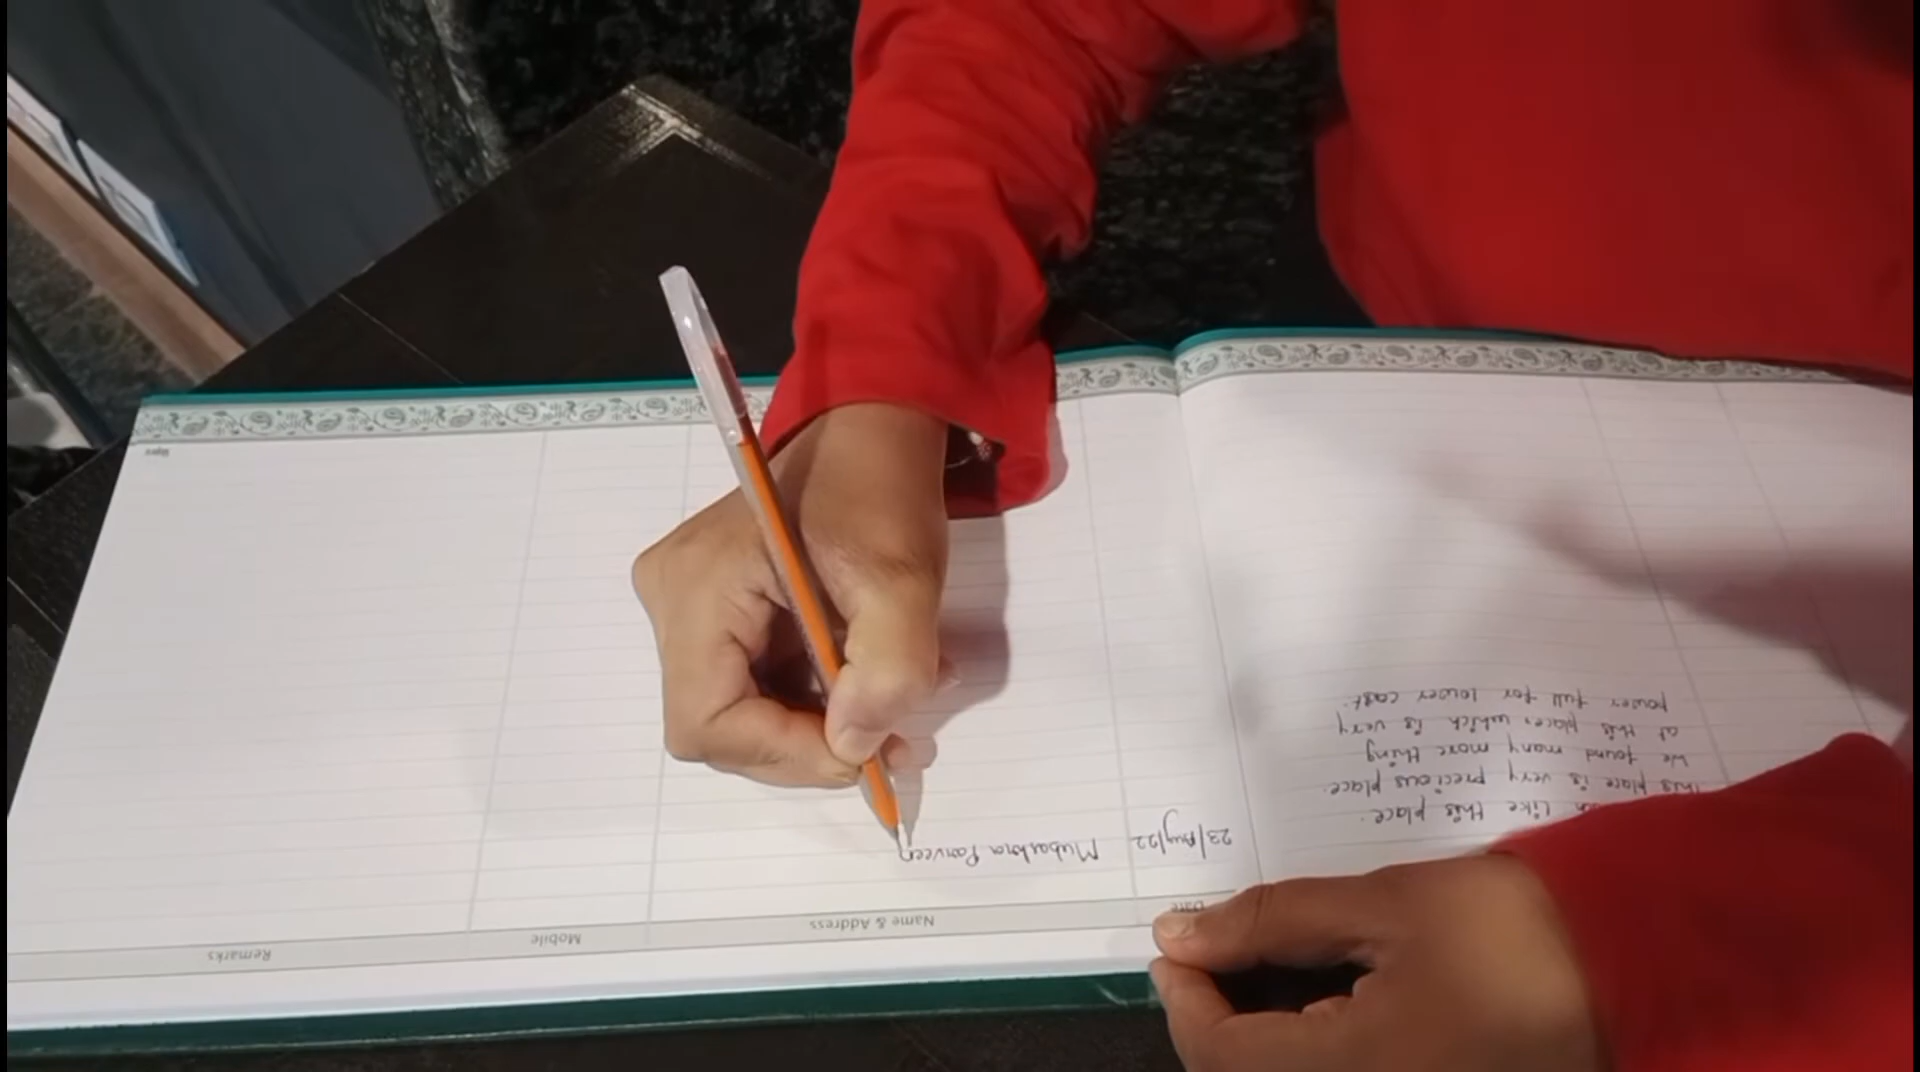 Date Name & Address Mobile Remarks
23/Aug/22 Mubashra Parveen
like this place.
This place is very precious place.
We found many more thing
at this place, which is very
power full for lower cost.